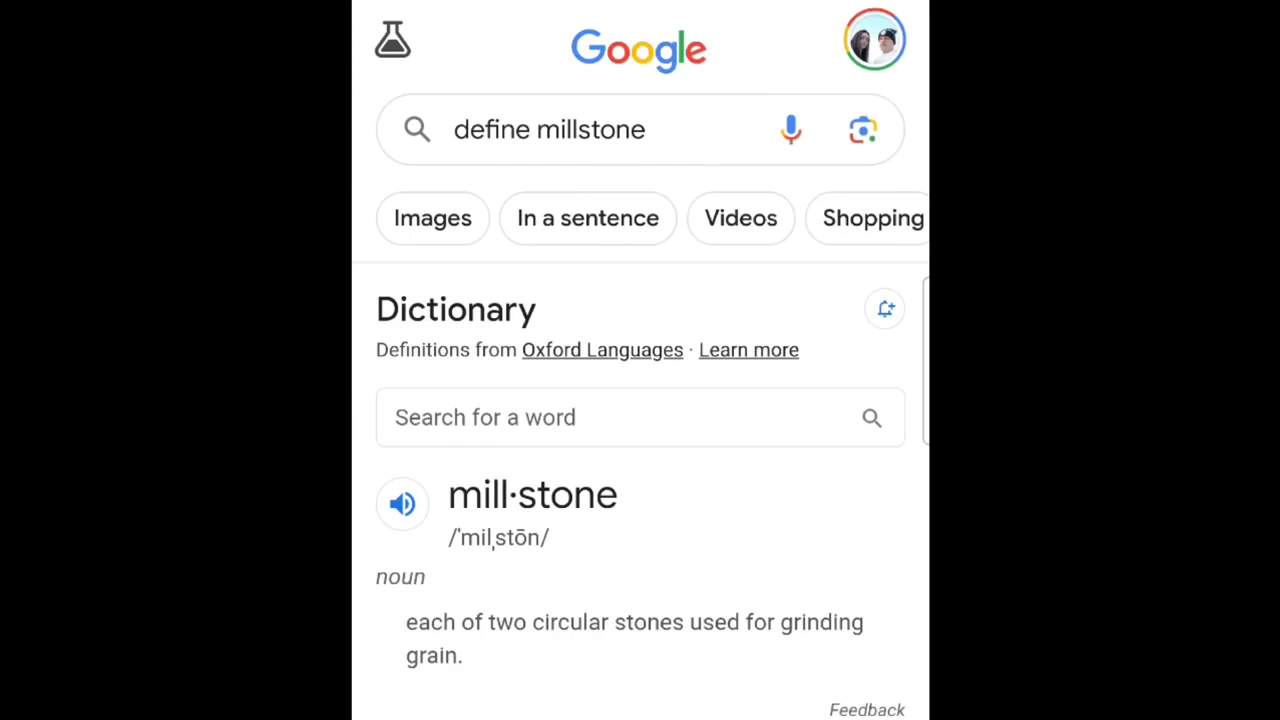 Google
define millstone
Images In a sentence Videos Shopping
Dictionary
Definitions from Oxford Languages · Learn more
Search for a word
mill·stone
/ˈmilˌstōn/
noun
each of two circular stones used for grinding
grain.
Feedback